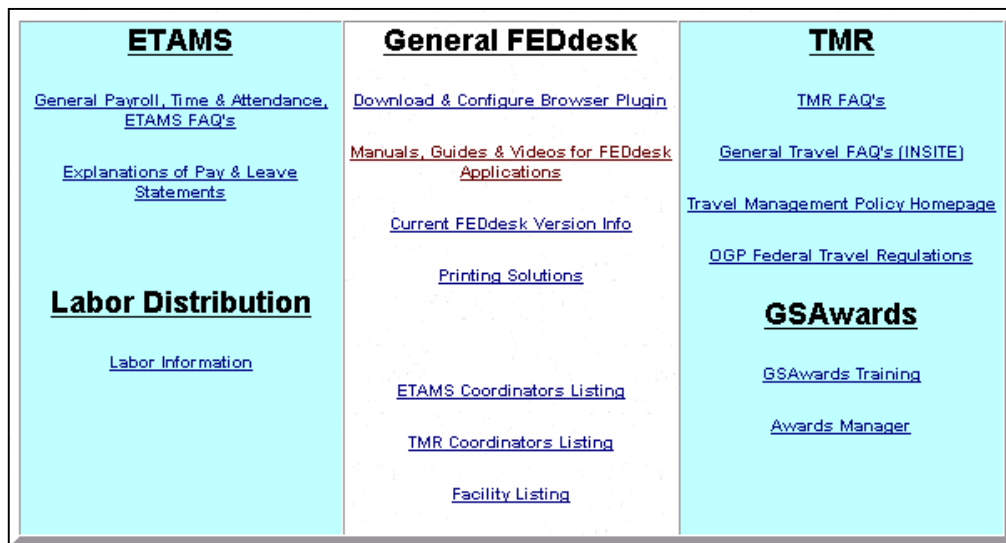 ETAMS
General Payroll, Time & Attendance,
ETAMS FAQ's
Explanations of Pay & Leave
Statements
Labor Distribution
Labor Information
General FEDdesk
Download & Configure Browser Plugin
Manuals, Guides & Videos for FEDdesk
Applications
Current FEDdesk Version Info
Printing Solutions
ETAMS Coordinators Listing
TMR Coordinators Listing
Facility Listing
TMR
TMR FAQ's
General Travel FAQ's (INSITE)
Travel Management Policy Homepage
OGP Federal Travel Regulations
GSAwards
GSAwards Training
Awards Manager